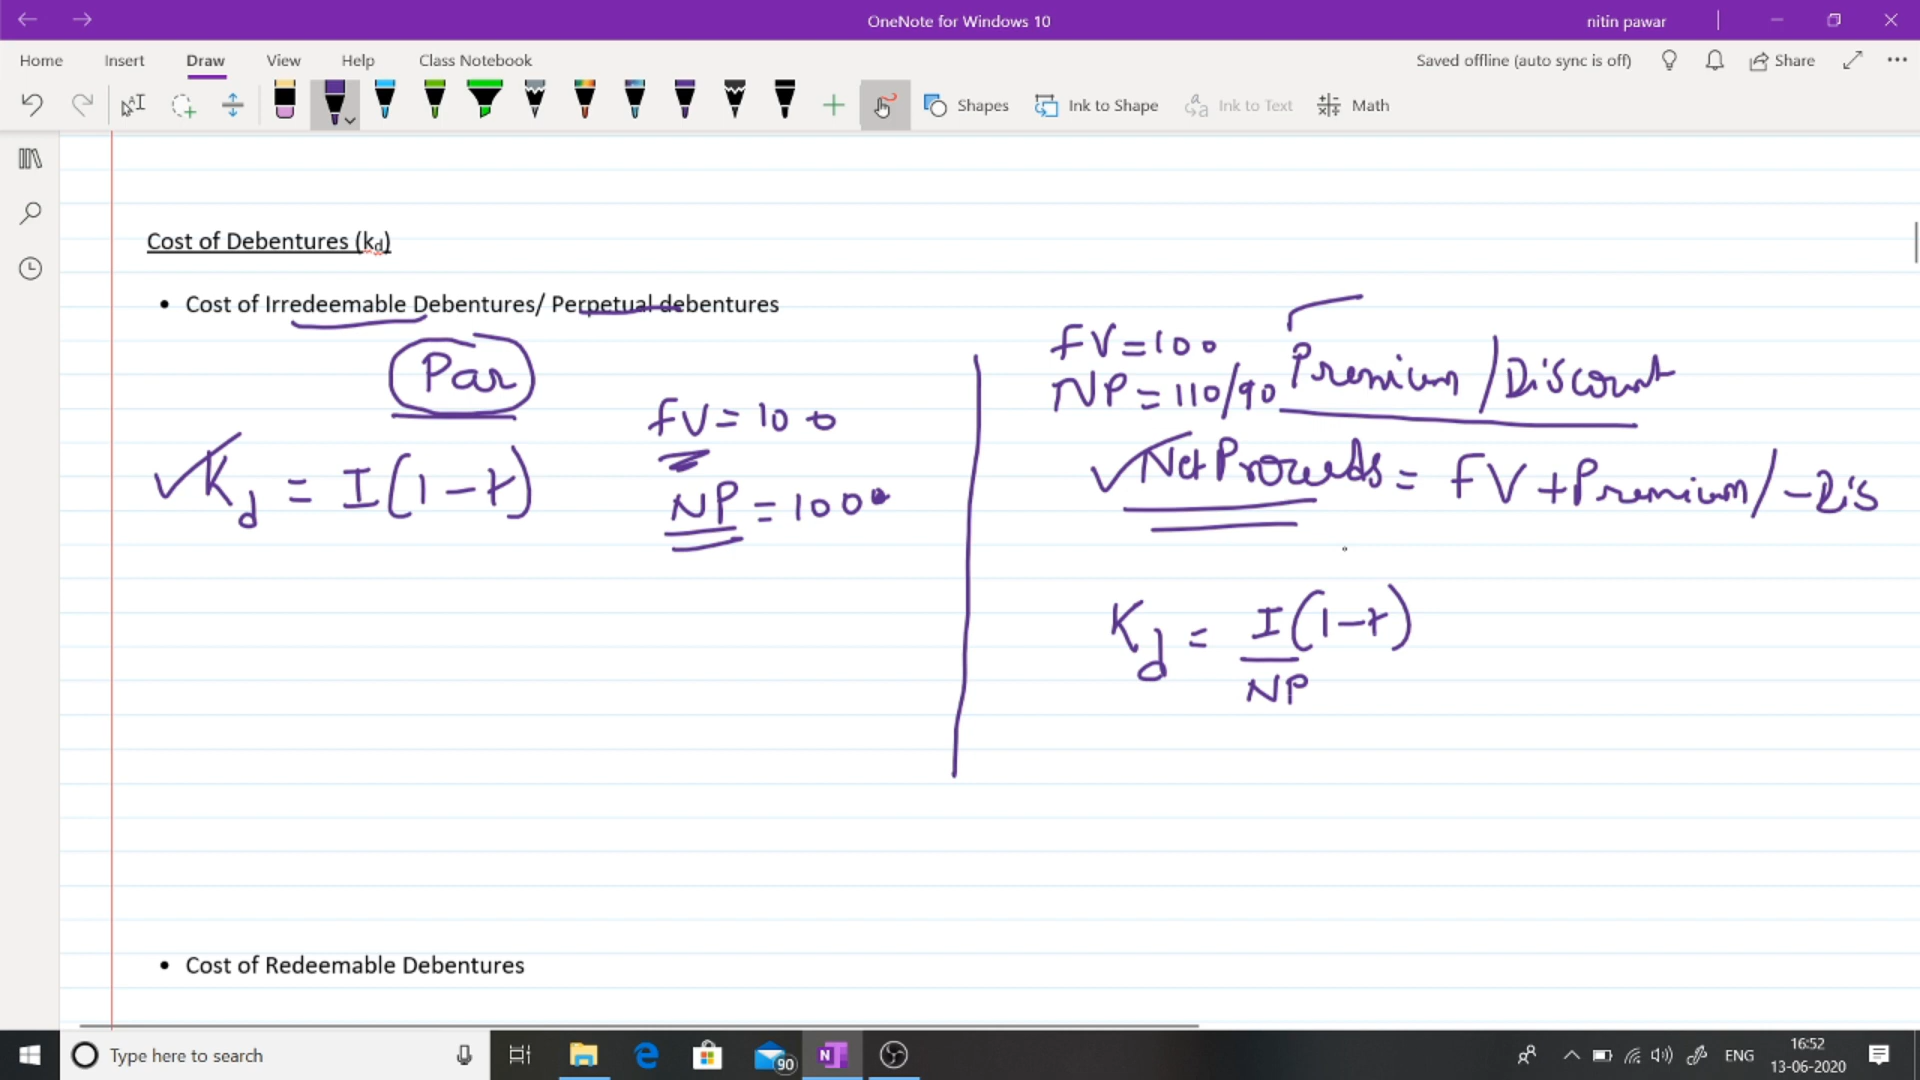 OneNote for Windows 10
nitin pawar
Home Insert Draw View Help Class Notebook
Saved offline (auto sync is off) Share
Shapes Ink to Shape Ink to Text Math
Cost of Debentures (kd)
• Cost of Irredeemable Debentures/ Perpetual debentures
Par
FV = 100
Kd = I(1-t)
NP = 100
FV = 100
NP = 110/90 Premium / Discount
Net Proceeds = FV + Premium / - Dis
Kd = I (1-t)
NP
• Cost of Redeemable Debentures
Type here to search
90
ENG
16:52
13-06-2020